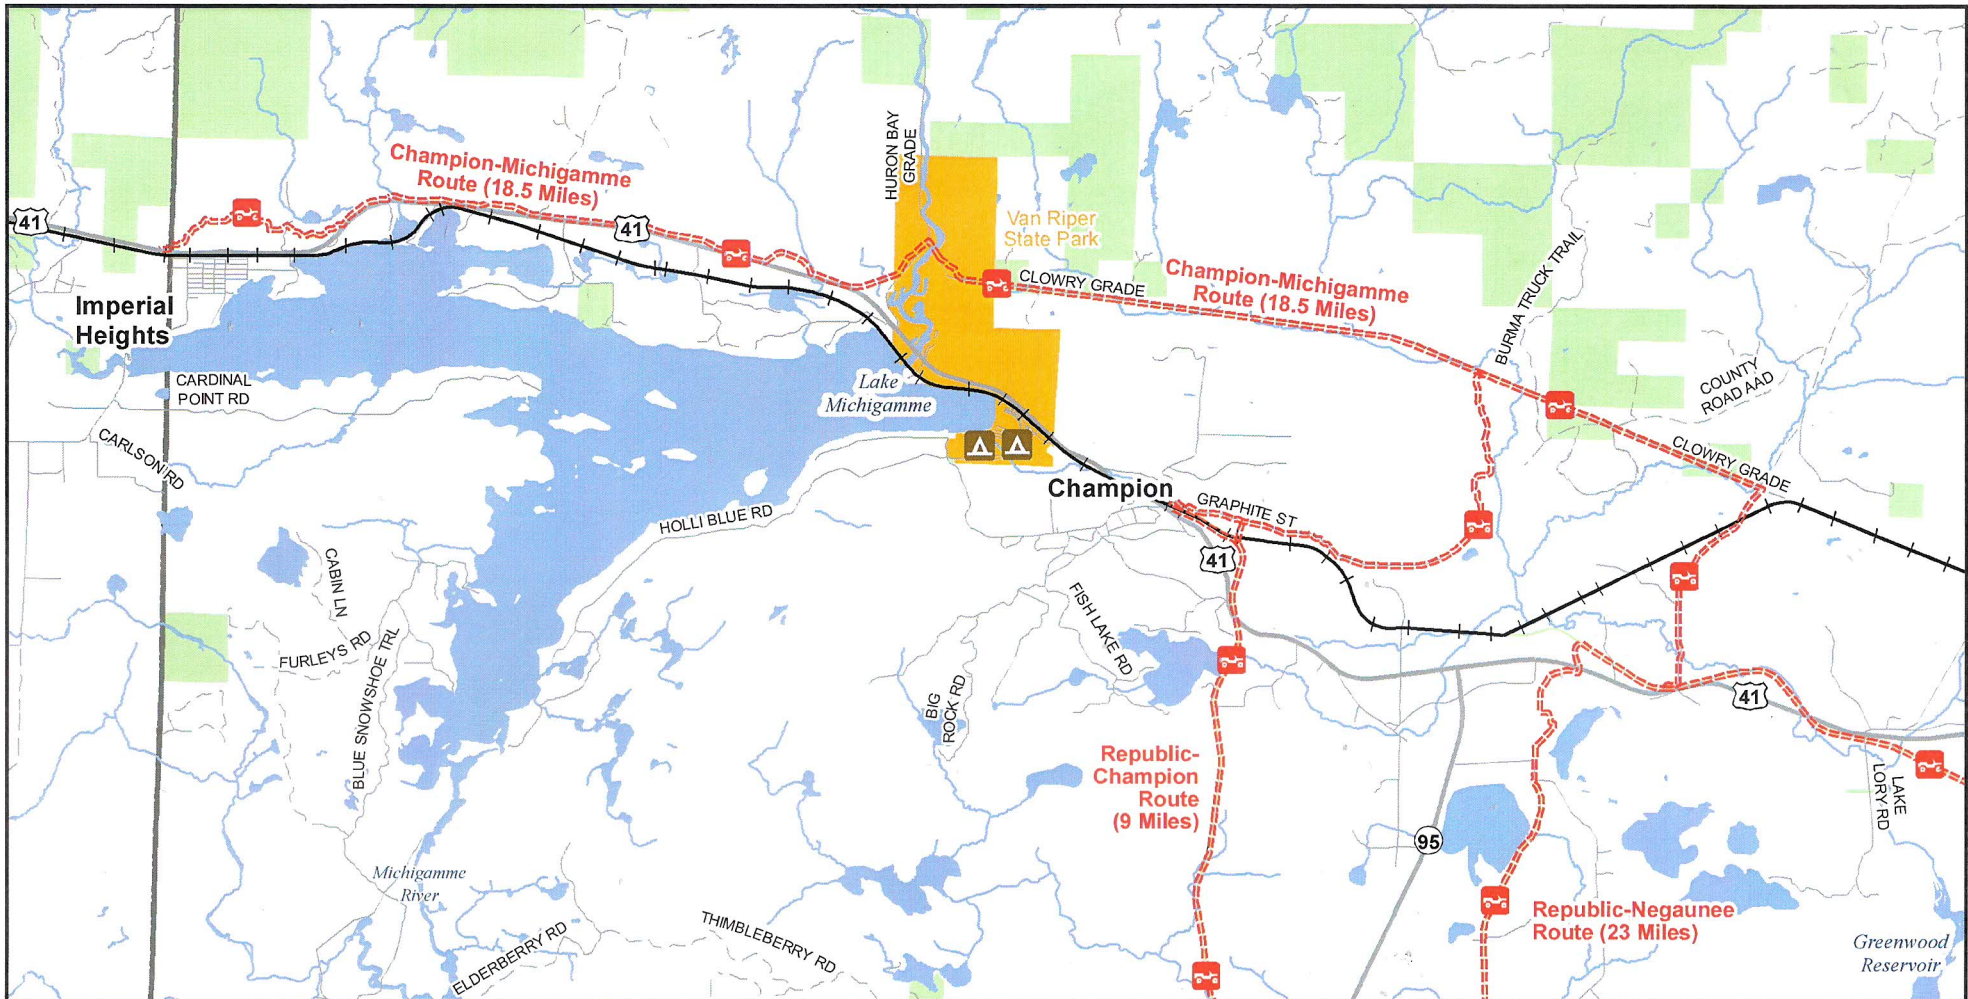 41
Champion-Michigamme
Route (18.5 Miles)
41
HURON BAY
GRADE
Van Riper
State Park
CLOWRY GRADE
Champion-Michigamme
Route (18.5 Miles)
BURMA TRUCK TRAIL
Imperial
Heights
CARDINAL
POINT RD
CARLSON RD
Lake
Michigamme
COUNTY
ROAD AAD
CLOWRY GRADE
Champion
GRAPHITE ST
HOLLI BLUE RD
41
CABIN LN
FURLEYS RD
BLUE SNOWSHOE TRL
FISH LAKE RD
BIG
ROCK RD
41
Republic-
Champion
Route
(9 Miles)
LAKE
LORY RD
95
Michigamme
River
ELDERBERRY RD
THIMBLEBERRY RD
Republic-Negaunee
Route (23 Miles)
Greenwood
Reservoir